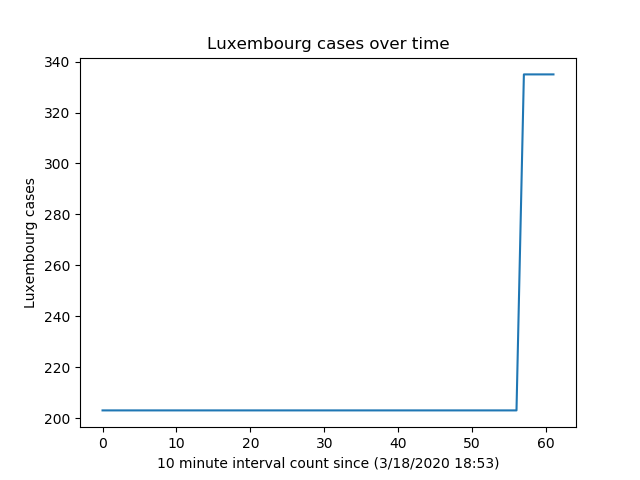 Luxembourg cases over time
340
320
300
280
260
240
220
200
Luxembourg cases
0 10 20 30 40 50 60
10 minute interval count since (3/18/2020 18:53)